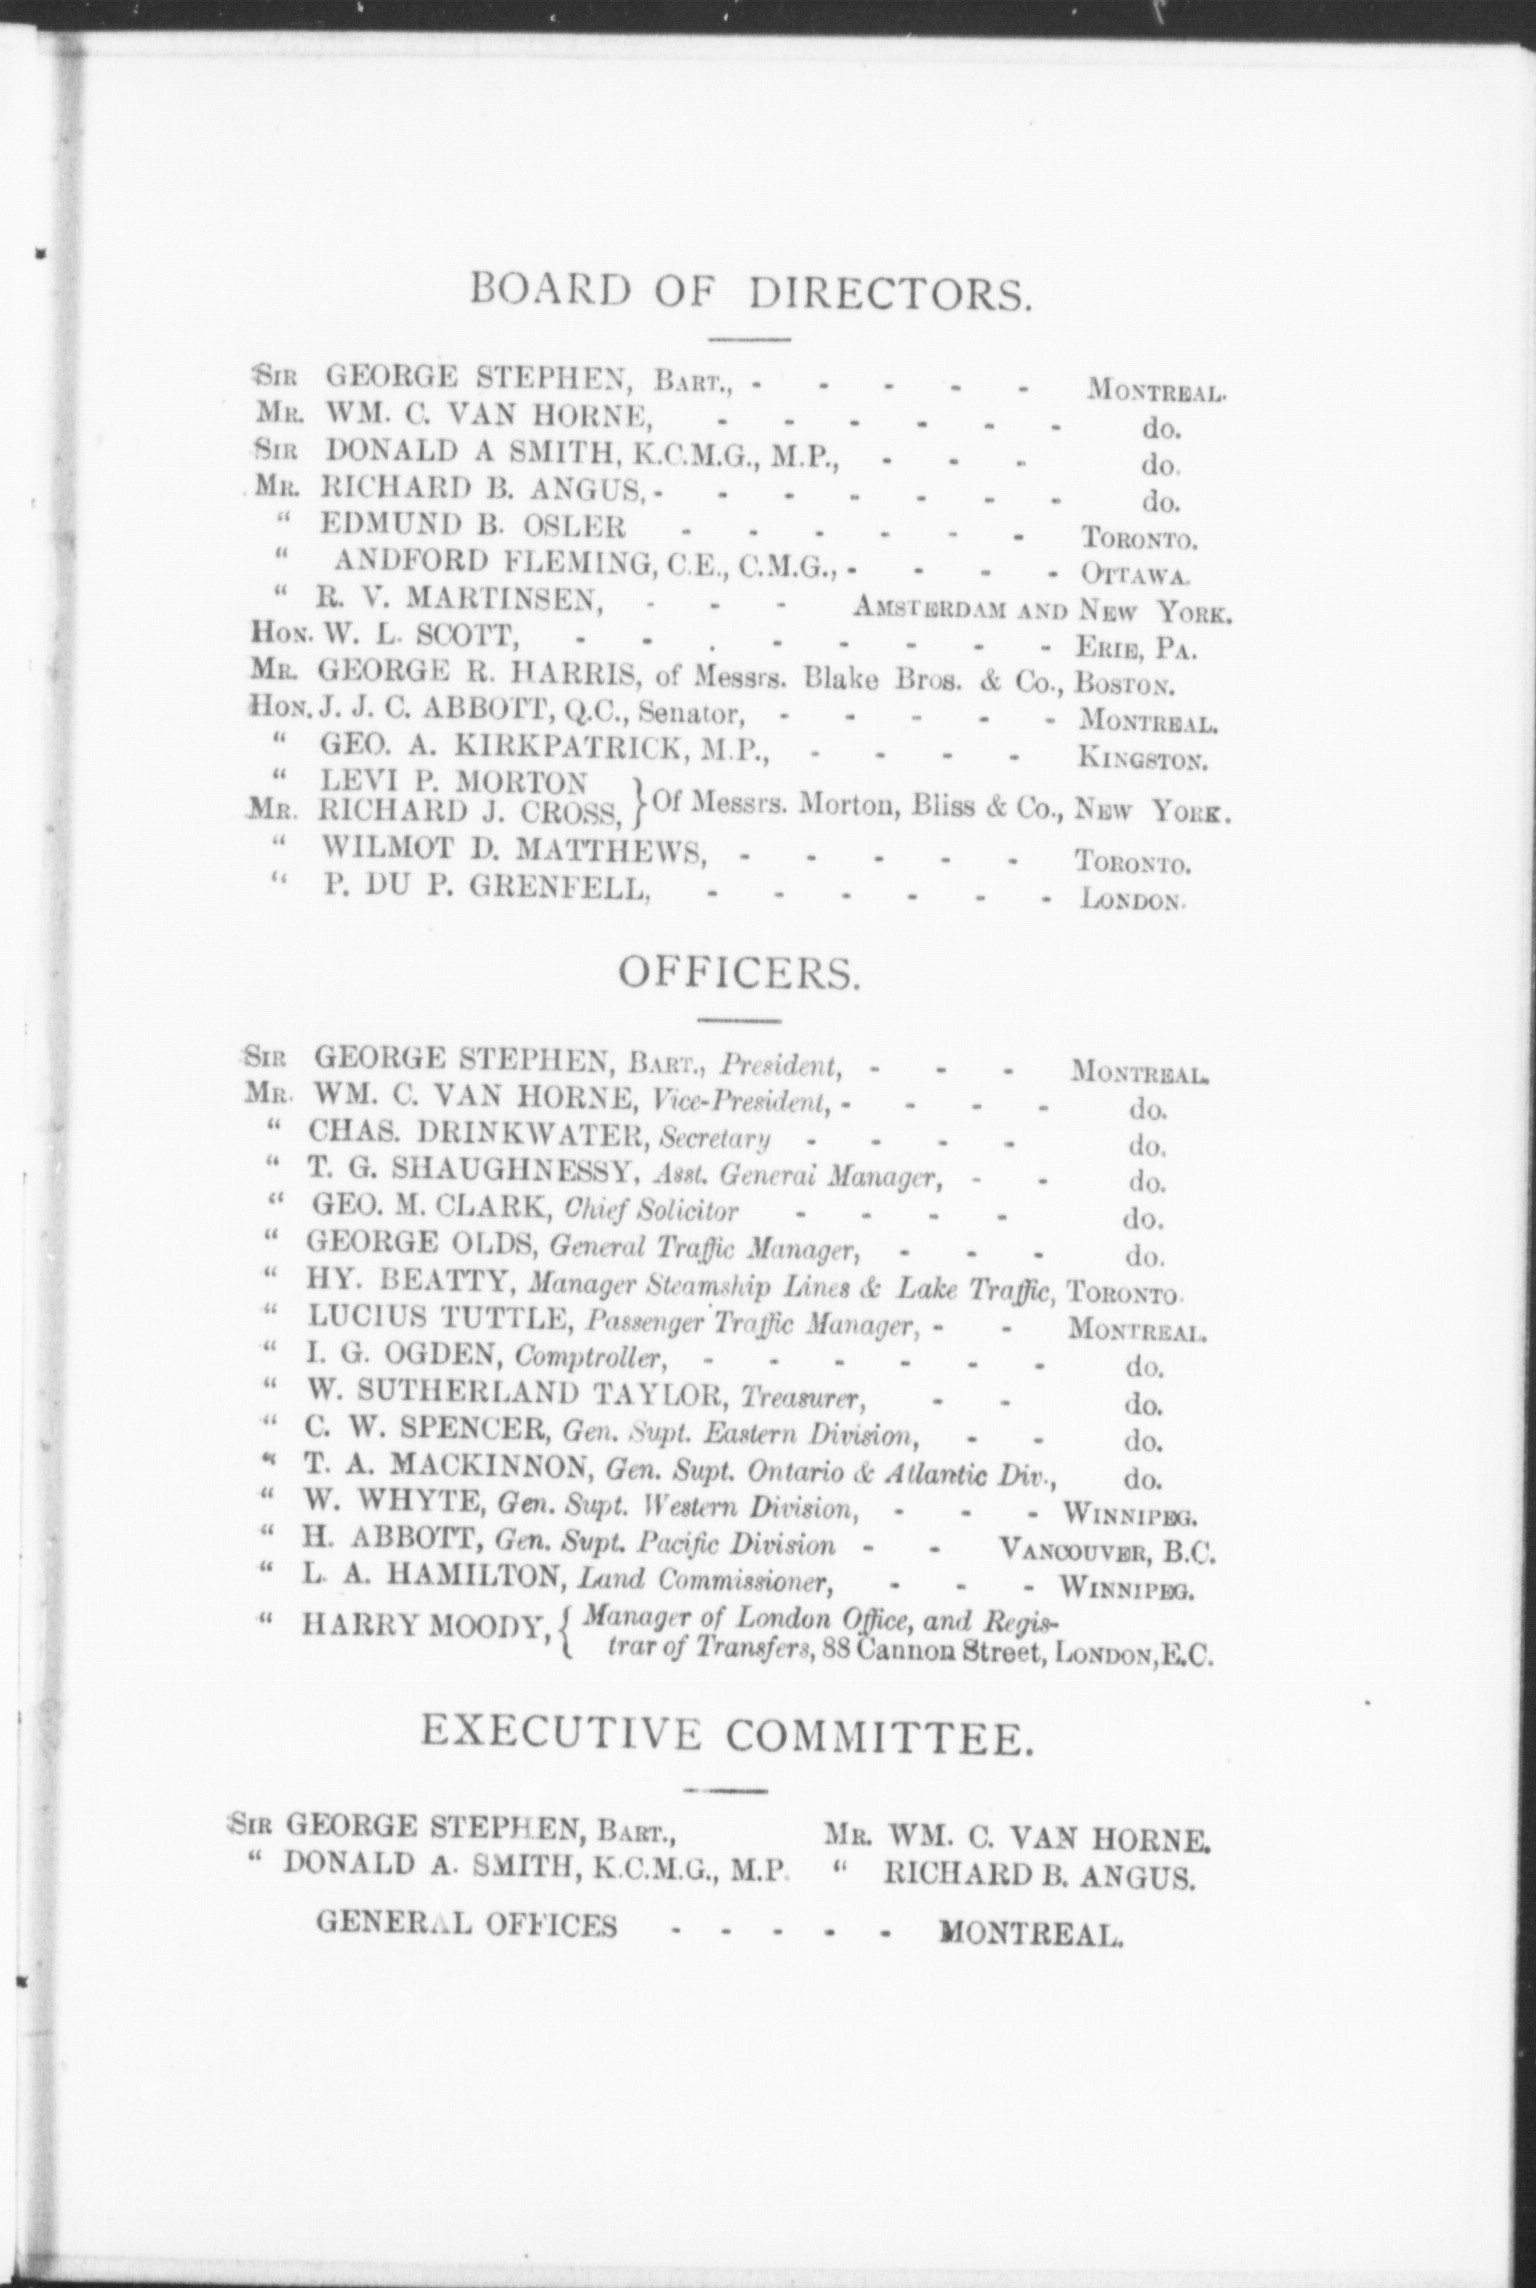 BOARD OF DIRECTORS.
SIR GEORGE STEPHEN, BART., - - - - - MONTREAL.
MR. WM. C. VAN HORNE, - - - - - - do.
SIR DONALD A SMITH, K.C.M.G., M.P., - - - do.
MR. RICHARD B. ANGUS, - - - - - - - do.
" EDMUND B. OSLER - - - - - - TORONTO.
" ANDFORD FLEMING, C.E., C.M.G., - - - - OTTAWA.
" R. V. MARTINSEN, - - - AMSTERDAM AND NEW YORK.
HON. W. L. SCOTT, - - . - - - - - ERIE, PA.
MR. GEORGE R. HARRIS, of Messrs. Blake Bros. & Co., BOSTON.
HON. J. J. C. ABBOTT, Q.C., Senator, - - - - - MONTREAL.
" GEO. A. KIRKPATRICK, M.P., - - - - KINGSTON.
" LEVI P. MORTON
MR. RICHARD J. CROSS, } Of Messrs. Morton, Bliss & Co., NEW YORK.
" WILMOT D. MATTHEWS, - - - - - TORONTO.
" P. DU P. GRENFELL, - - - - - - LONDON.
OFFICERS.
SIR GEORGE STEPHEN, BART., President, - - - MONTREAL.
MR. WM. C. VAN HORNE, Vice-President, - - - - do.
" CHAS. DRINKWATER, Secretary - - - - do.
" T. G. SHAUGHNESSY, Asst. General Manager, - - do.
" GEO. M. CLARK, Chief Solicitor - - - - do.
" GEORGE OLDS, General Traffic Manager, - - - do.
" HY. BEATTY, Manager Steamship Lines & Lake Traffic, TORONTO.
" LUCIUS TUTTLE, Passenger Traffic Manager, - - MONTREAL.
" I. G. OGDEN, Comptroller, - - - - - - do.
" W. SUTHERLAND TAYLOR, Treasurer, - - do.
" C. W. SPENCER, Gen. Supt. Eastern Division, - - do.
" T. A. MACKINNON, Gen. Supt. Ontario & Atlantic Div., do.
" W. WHYTE, Gen. Supt. Western Division, - - - WINNIPEG.
" H. ABBOTT, Gen. Supt. Pacific Division - - VANCOUVER, B.C.
" L. A. HAMILTON, Land Commissioner, - - - WINNIPEG.
" HARRY MOODY, { Manager of London Office, and Regis-
trar of Transfers, 88 Cannon Street, LONDON, E.C.
EXECUTIVE COMMITTEE.
SIR GEORGE STEPHEN, BART., MR. WM. C. VAN HORNE.
" DONALD A. SMITH, K.C.M.G., M.P. " RICHARD B. ANGUS.
GENERAL OFFICES - - - - - MONTREAL.